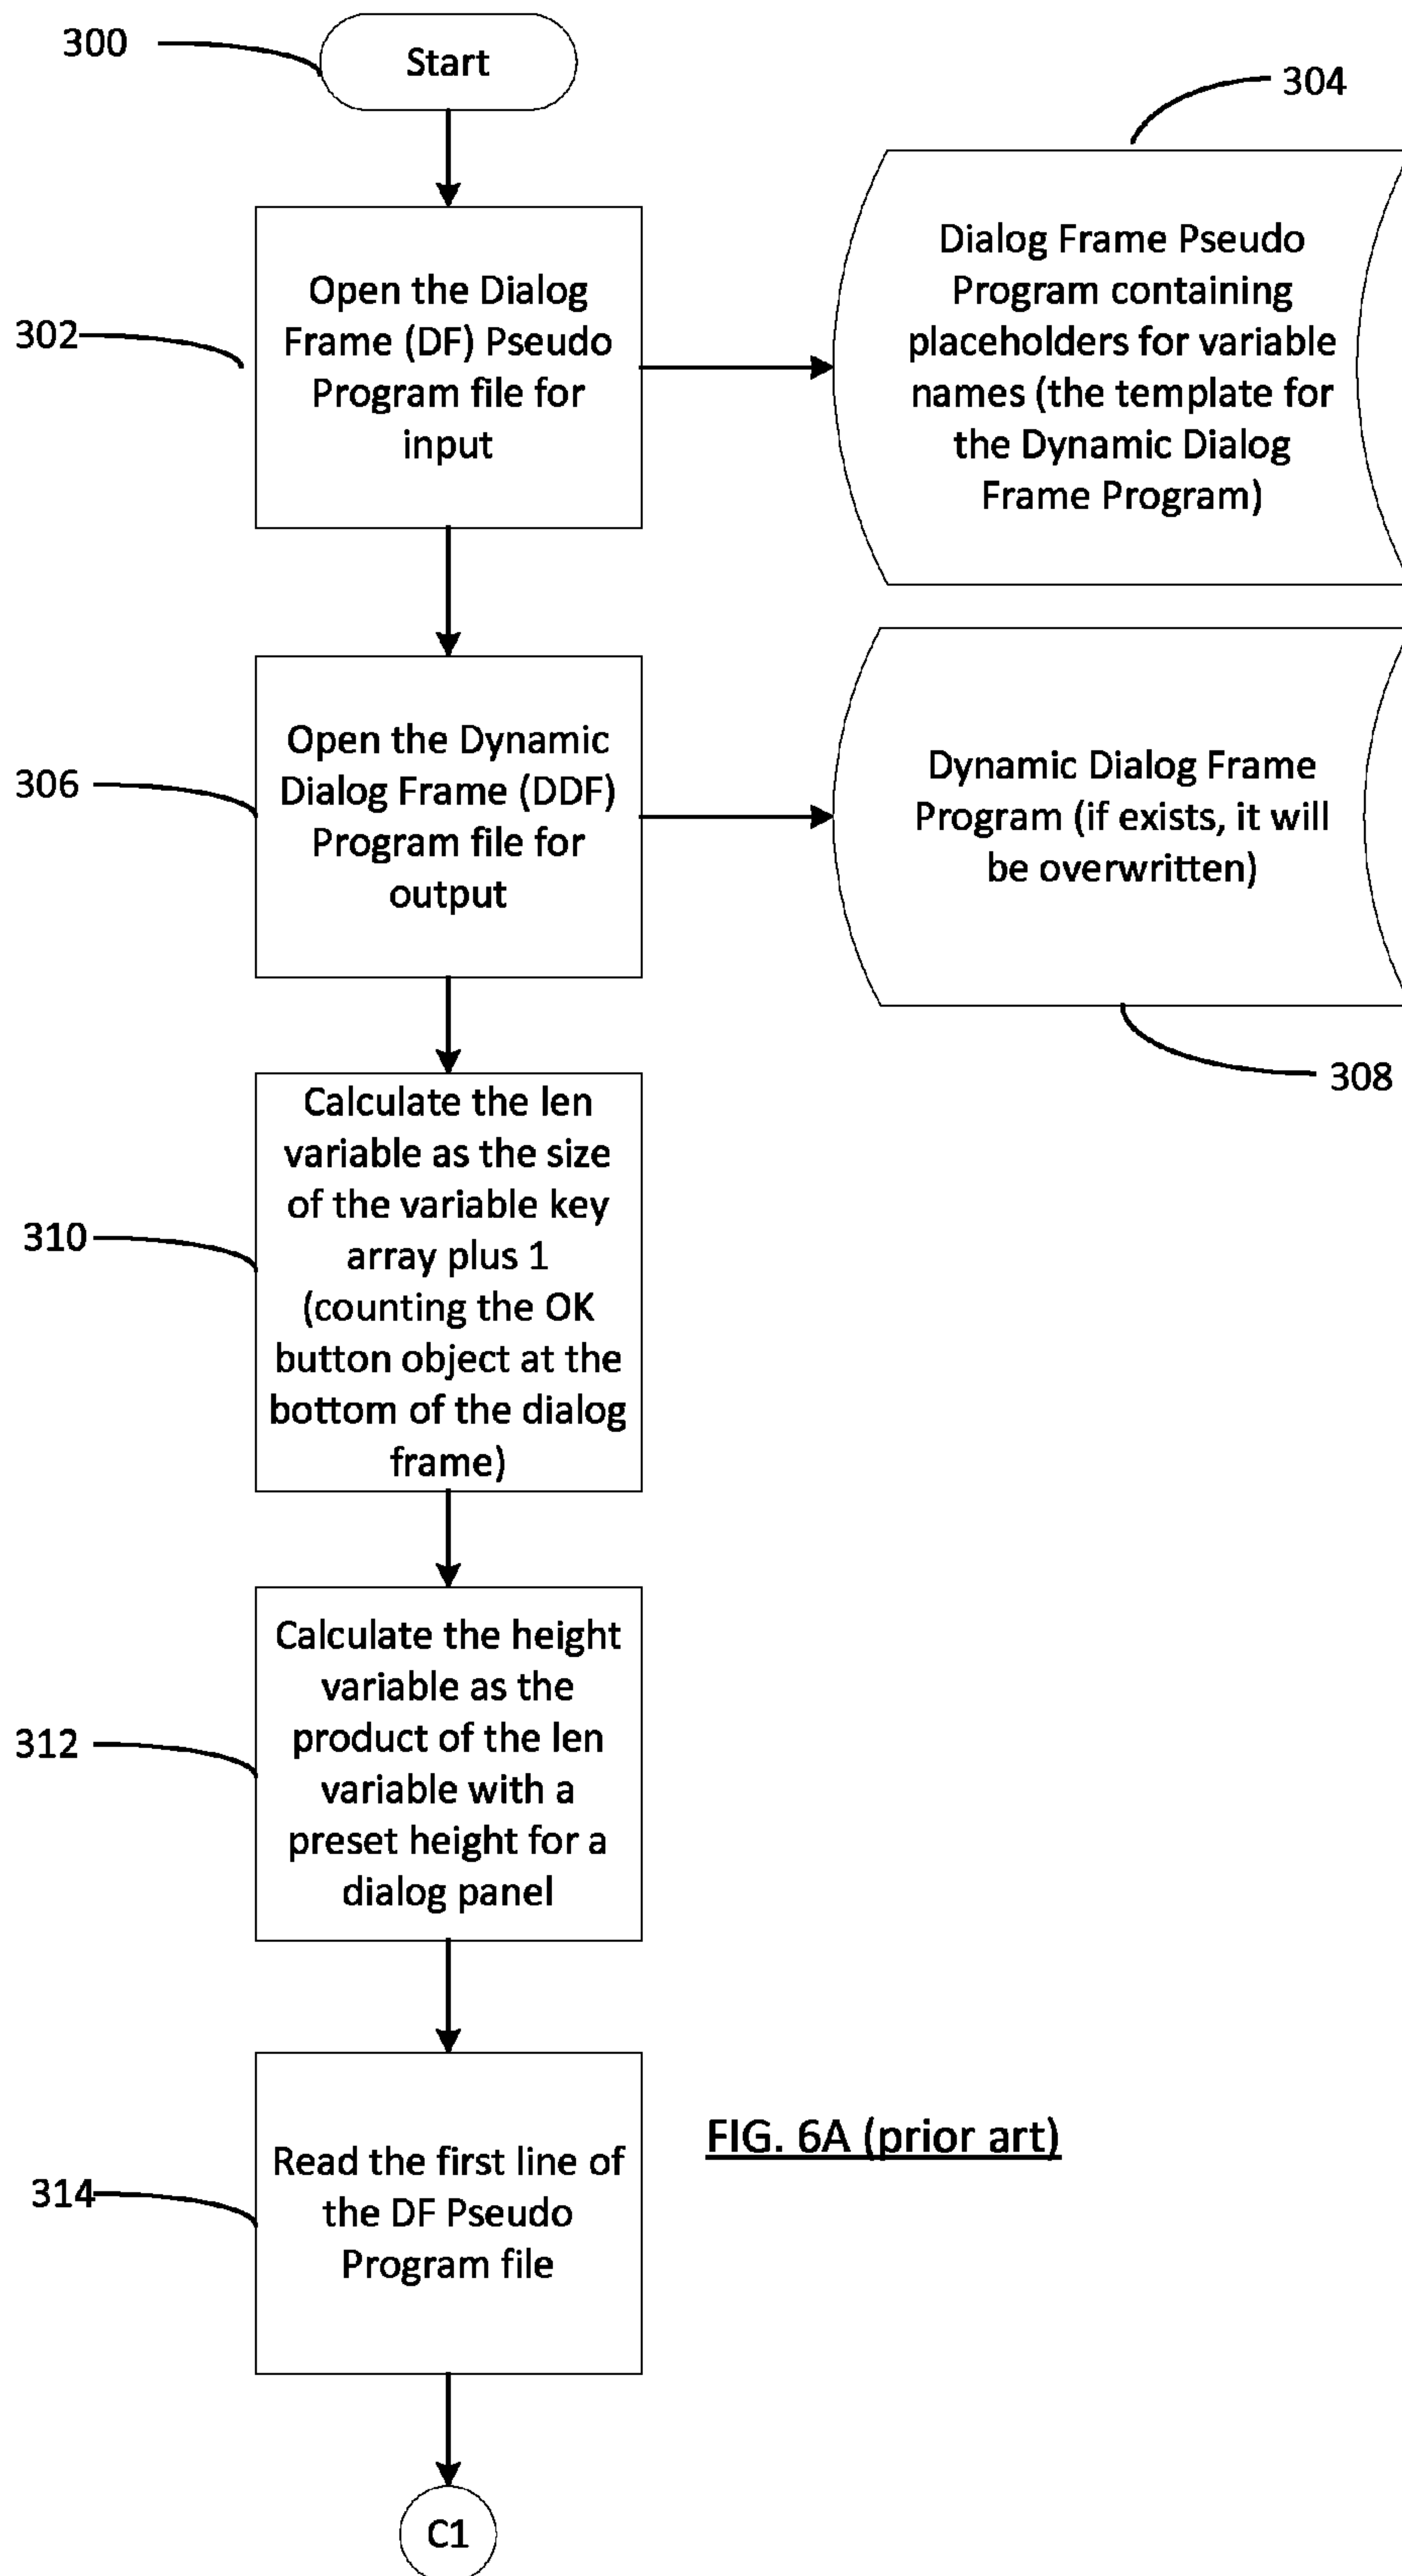 300
Start
304
302
Open the Dialog
Frame (DF) Pseudo
Program file for
input
Dialog Frame Pseudo
Program containing
placeholders for variable
names (the template for
the Dynamic Dialog
Frame Program)
306
Open the Dynamic
Dialog Frame (DDF)
Program file for
output
Dynamic Dialog Frame
Program (if exists, it will
be overwritten)
308
310
Calculate the len
variable as the size
of the variable key
array plus 1
(counting the OK
button object at the
bottom of the dialog
frame)
312
Calculate the height
variable as the
product of the len
variable with a
preset height for a
dialog panel
314
Read the first line of
the DF Pseudo
Program file
FIG. 6A (prior art)
C1